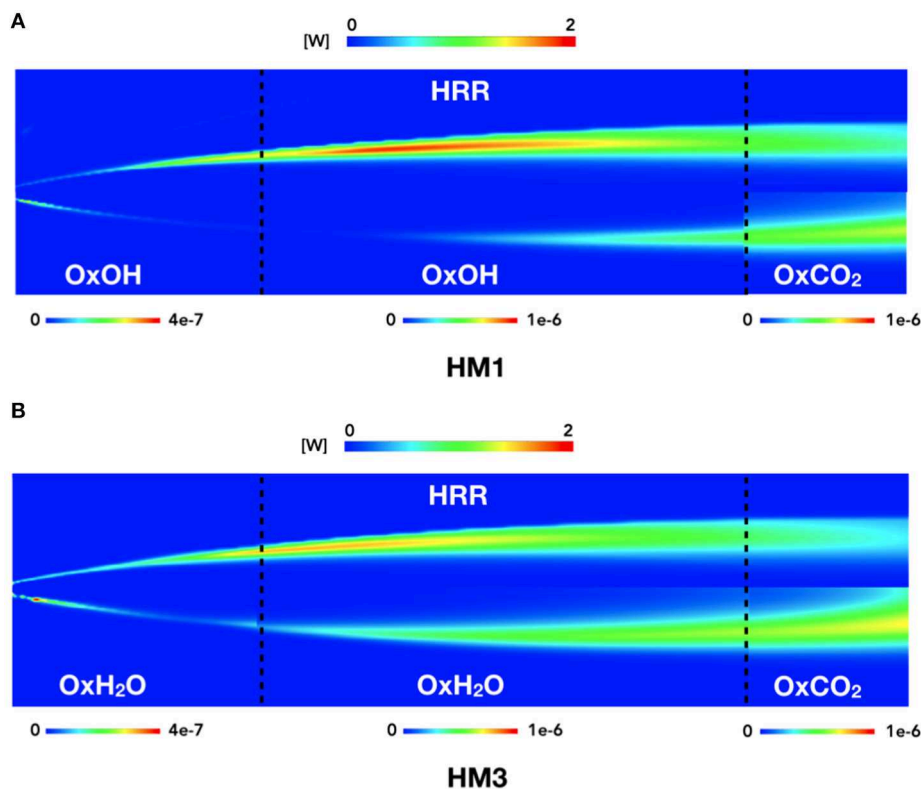 A
0 2
[W]
HRR
OxOH OxOH OxCO₂
0 4e-7 0 1e-6 0 1e-6
HM1
B
0 2
[W]
HRR
OxH₂O OxH₂O OxCO₂
0 4e-7 0 1e-6 0 1e-6
HM3